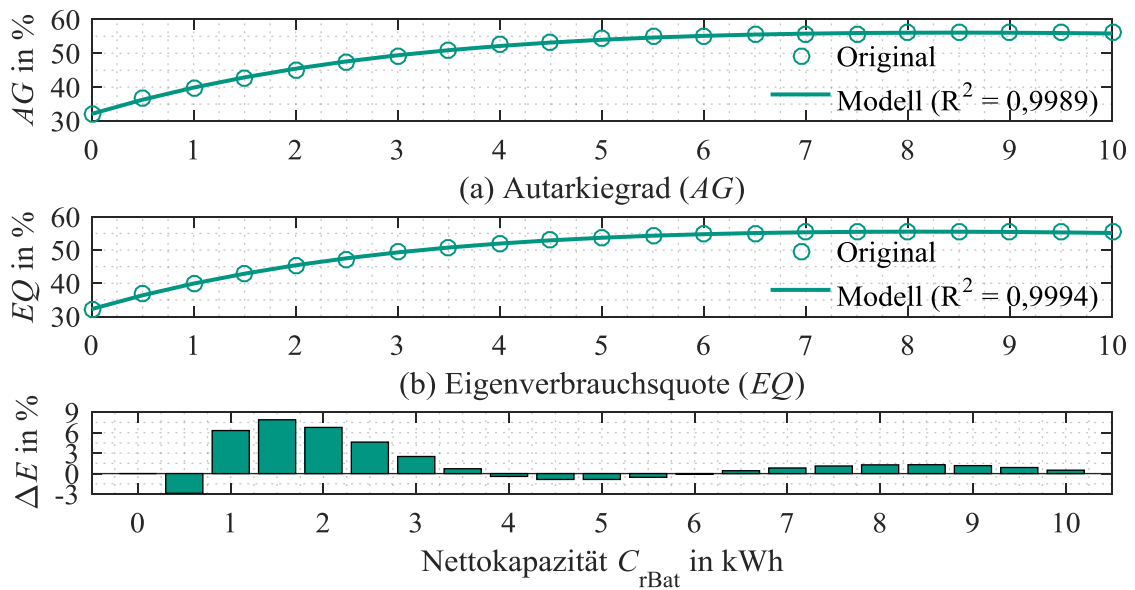 60
50
40
30
AG in %
Original
Modell (R² = 0,9989)
0 1 2 3 4 5 6 7 8 9 10
(a) Autarkiegrad (AG)
60
50
40
30
EQ in %
Original
Modell (R² = 0,9994)
0 1 2 3 4 5 6 7 8 9 10
(b) Eigenverbrauchsquote (EQ)
9
6
3
0
-3
ΔE in %
0 1 2 3 4 5 6 7 8 9 10
Nettokapazität C_rBat in kWh